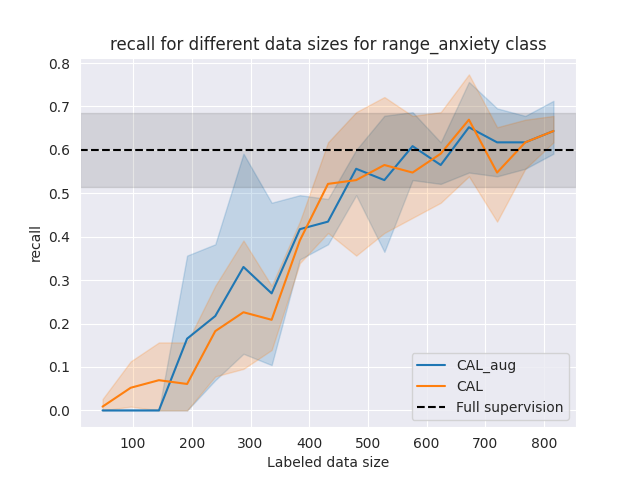 recall for different data sizes for range_anxiety class
0.8
0.7
0.6
0.5
0.4
0.3
0.2
0.1
0.0
recall
100 200 300 400 500 600 700 800
Labeled data size
CAL_aug
CAL
Full supervision